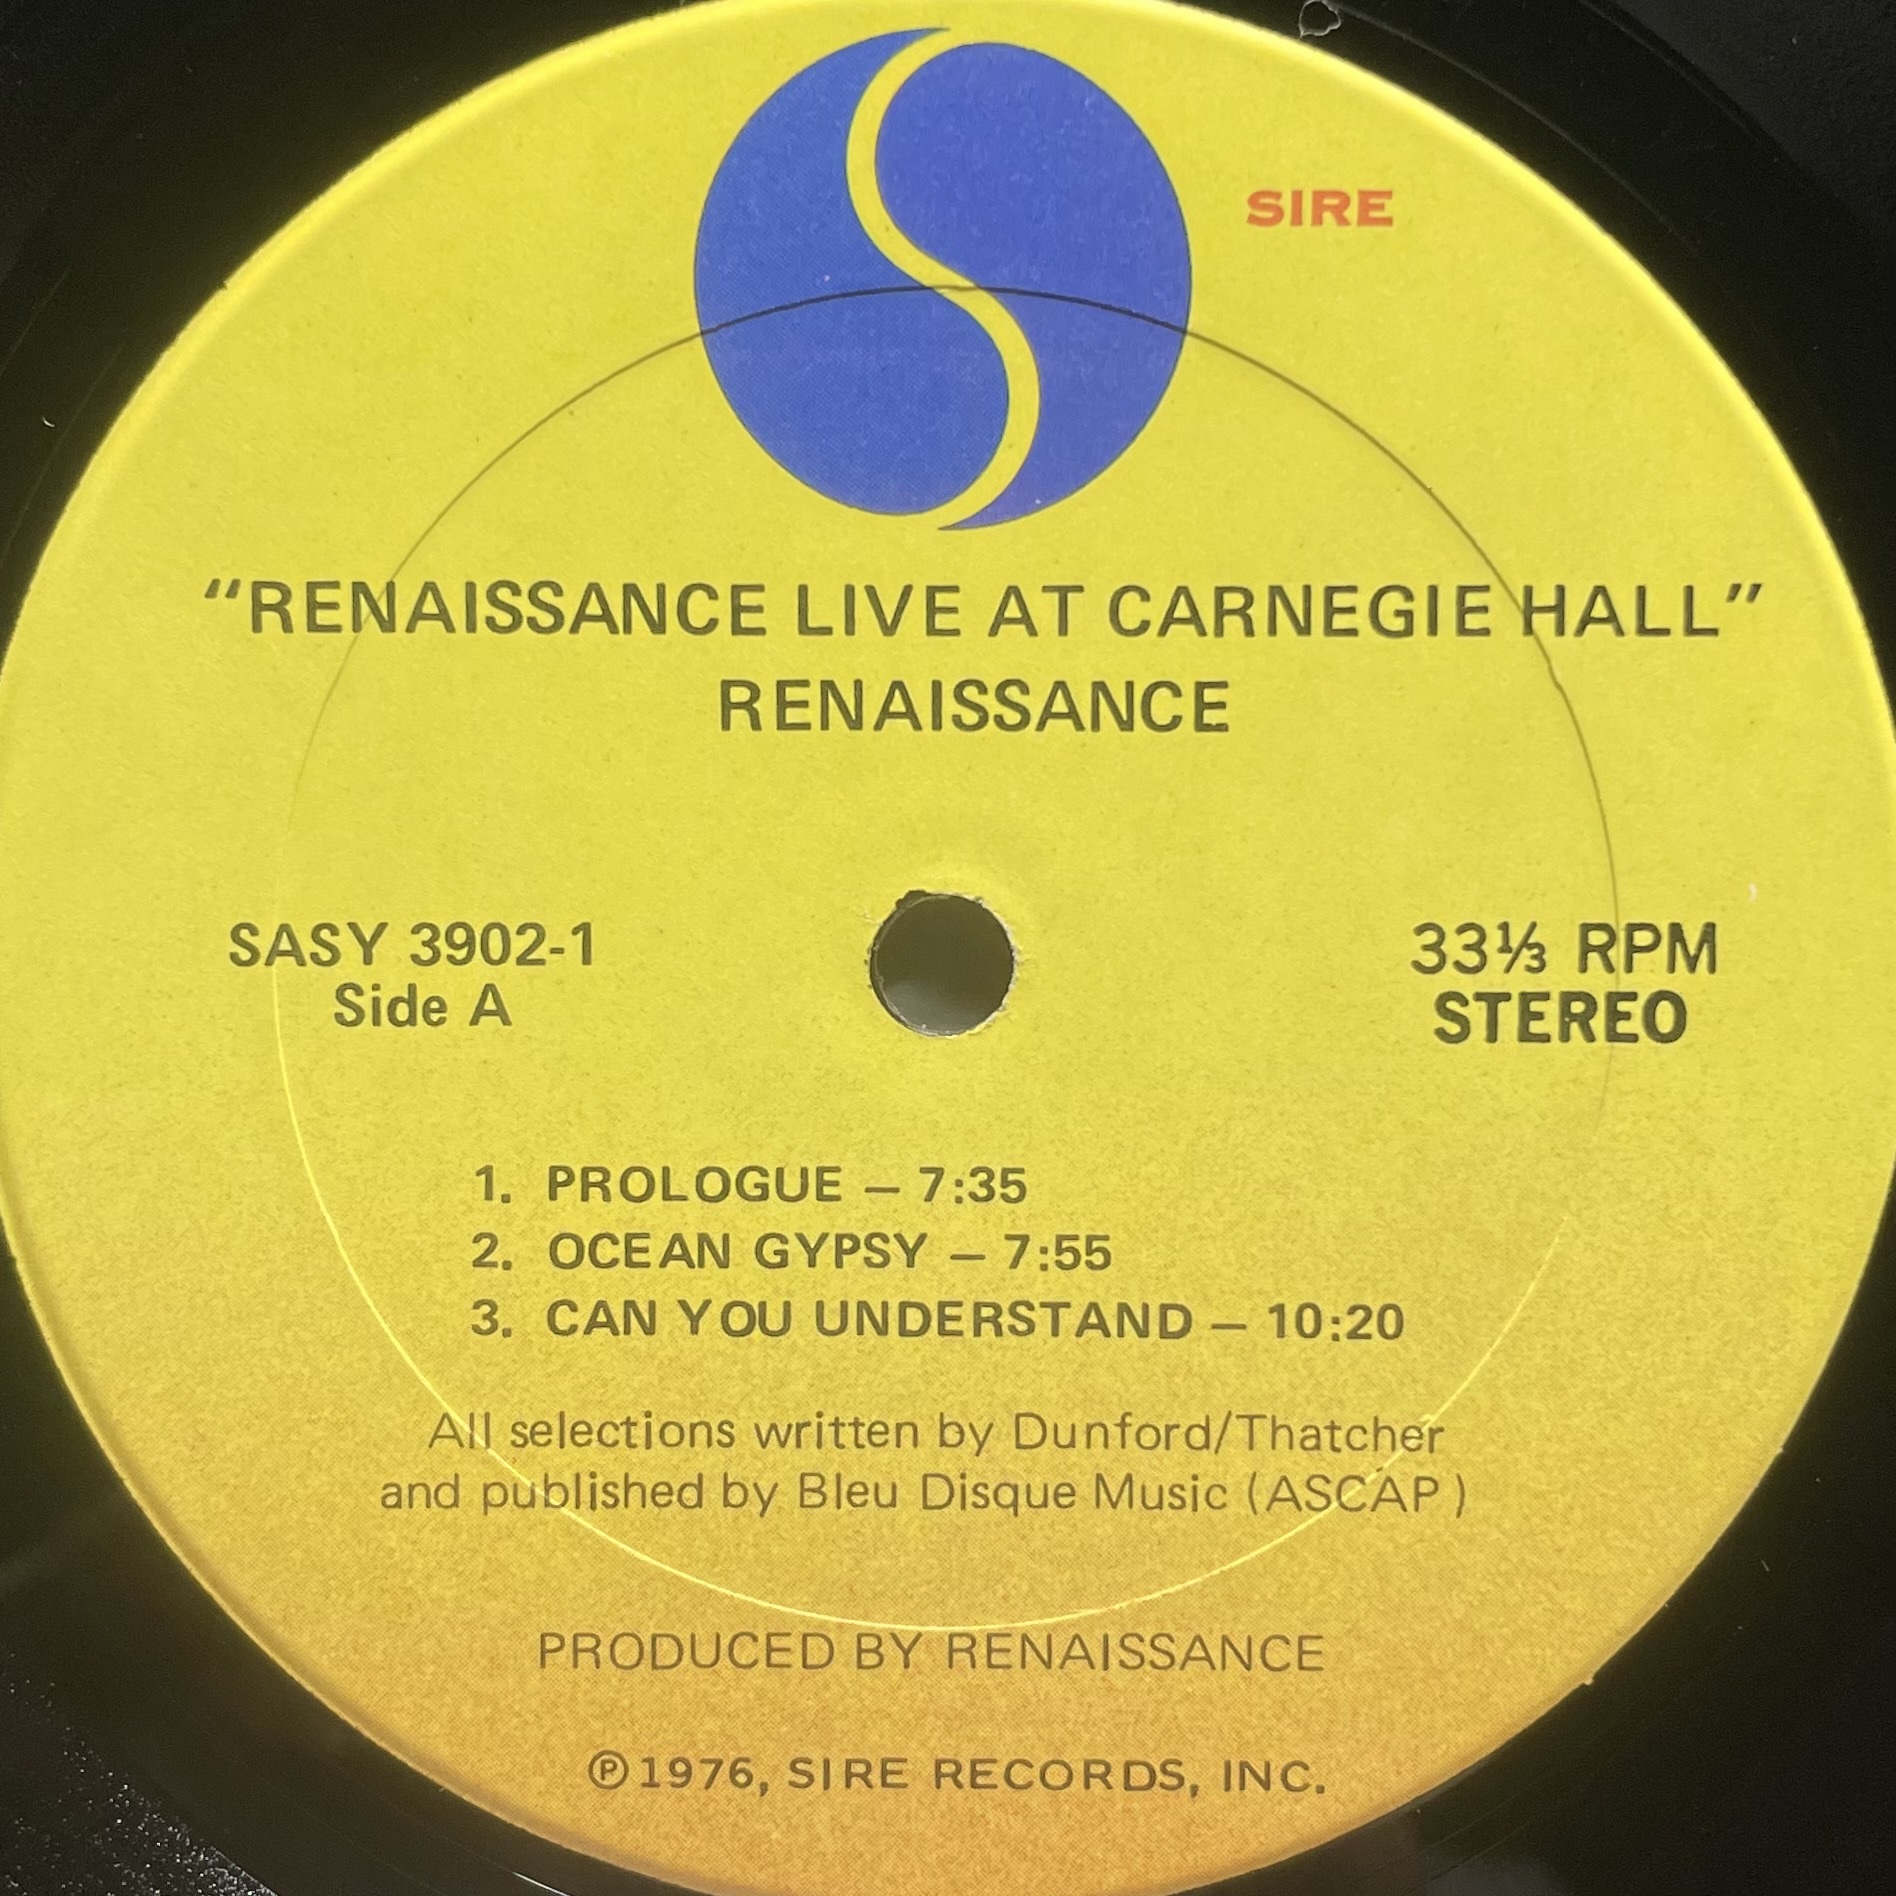 SIRE
“RENAISSANCE LIVE AT CARNEGIE HALL”
RENAISSANCE
SASY 3902-1
Side A
33⅓ RPM
STEREO
1. PROLOGUE – 7:35
2. OCEAN GYPSY – 7:55
3. CAN YOU UNDERSTAND – 10:20
All selections written by Dunford/Thatcher
and published by Bleu Disque Music (ASCAP)
PRODUCED BY RENAISSANCE
℗1976, SIRE RECORDS, INC.